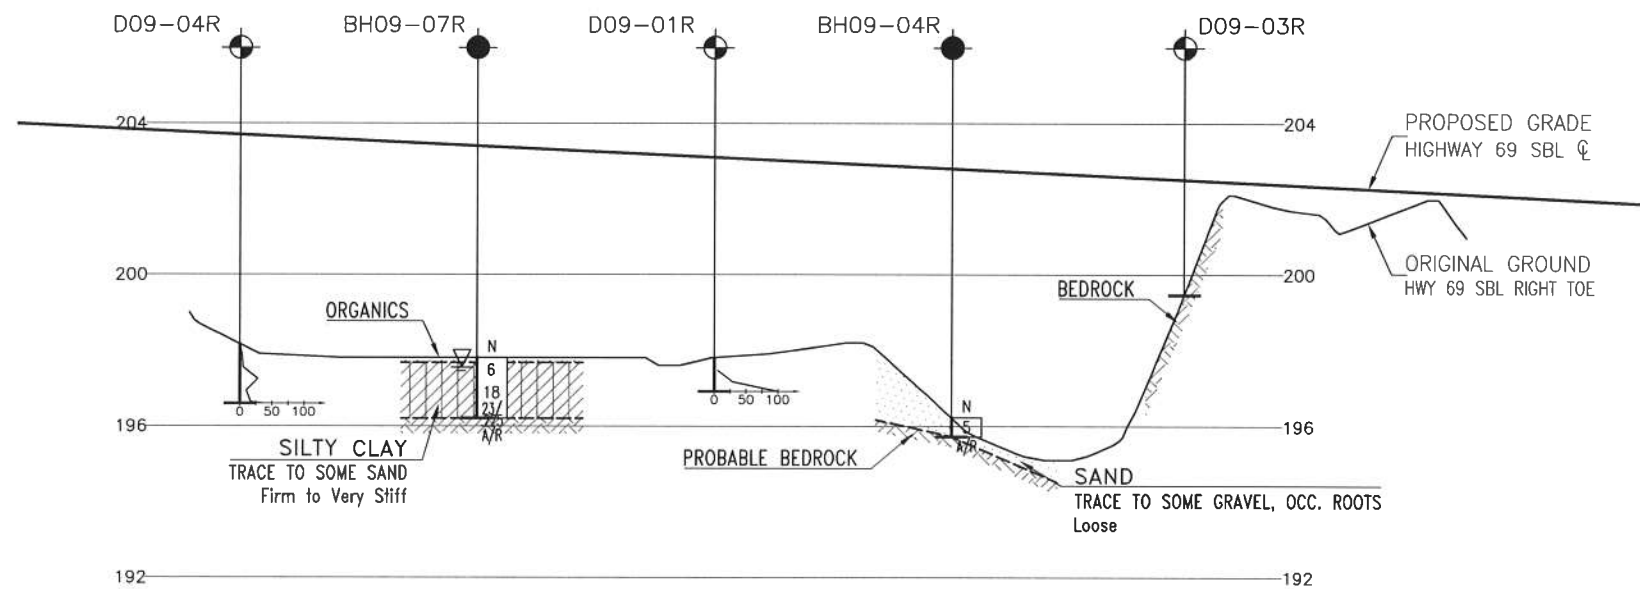 D09-04R
BH09-07R
D09-01R
BH09-04R
D09-03R
204
204
PROPOSED GRADE
HIGHWAY 69 SBL ℄
200
200
ORIGINAL GROUND
HWY 69 SBL RIGHT TOE
ORGANICS
BEDROCK
N
6
18
23/
225
A/R
0 50 100
0 50 100
N
5
A/R
196
196
SILTY CLAY
TRACE TO SOME SAND
Firm to Very Stiff
PROBABLE BEDROCK
SAND
TRACE TO SOME GRAVEL, OCC. ROOTS
Loose
192
192